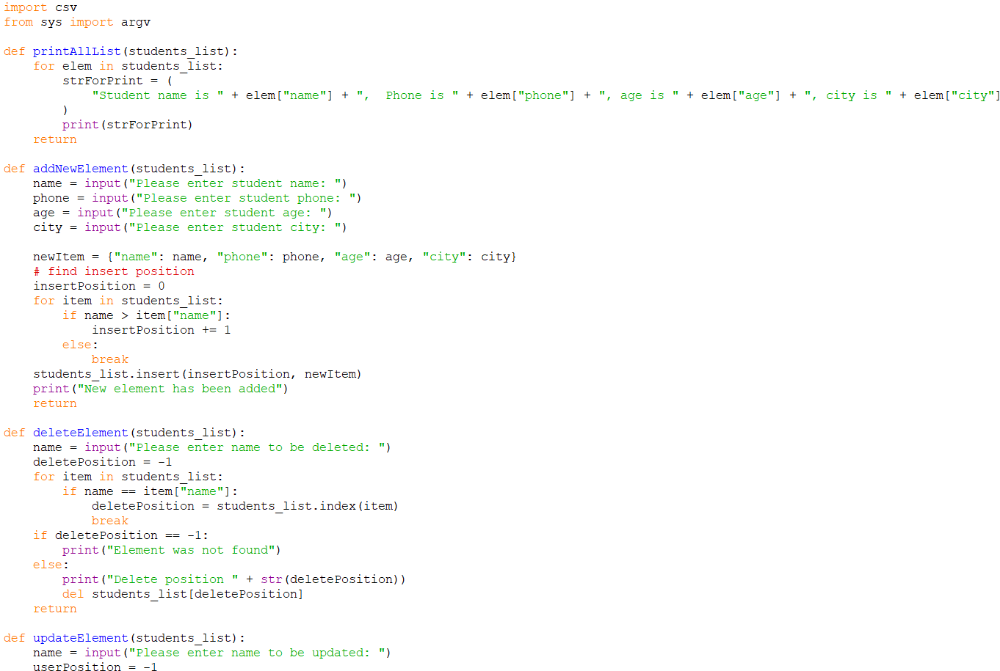 import csv
from sys import argv

def printAllList(students_list):
    for elem in students_list:
        strForPrint = (
            "Student name is " + elem["name"] + ",  Phone is " + elem["phone"] + ", age is " + elem["age"] + ", city is " + elem["city"]
        )
        print(strForPrint)
    return

def addNewElement(students_list):
    name = input("Please enter student name: ")
    phone = input("Please enter student phone: ")
    age = input("Please enter student age: ")
    city = input("Please enter student city: ")

    newItem = {"name": name, "phone": phone, "age": age, "city": city}
    # find insert position
    insertPosition = 0
    for item in students_list:
        if name > item["name"]:
            insertPosition += 1
        else:
            break
    students_list.insert(insertPosition, newItem)
    print("New element has been added")
    return

def deleteElement(students_list):
    name = input("Please enter name to be deleted: ")
    deletePosition = -1
    for item in students_list:
        if name == item["name"]:
            deletePosition = students_list.index(item)
            break
    if deletePosition == -1:
        print("Element was not found")
    else:
        print("Delete position " + str(deletePosition))
        del students_list[deletePosition]
    return

def updateElement(students_list):
    name = input("Please enter name to be updated: ")
    userPosition = -1